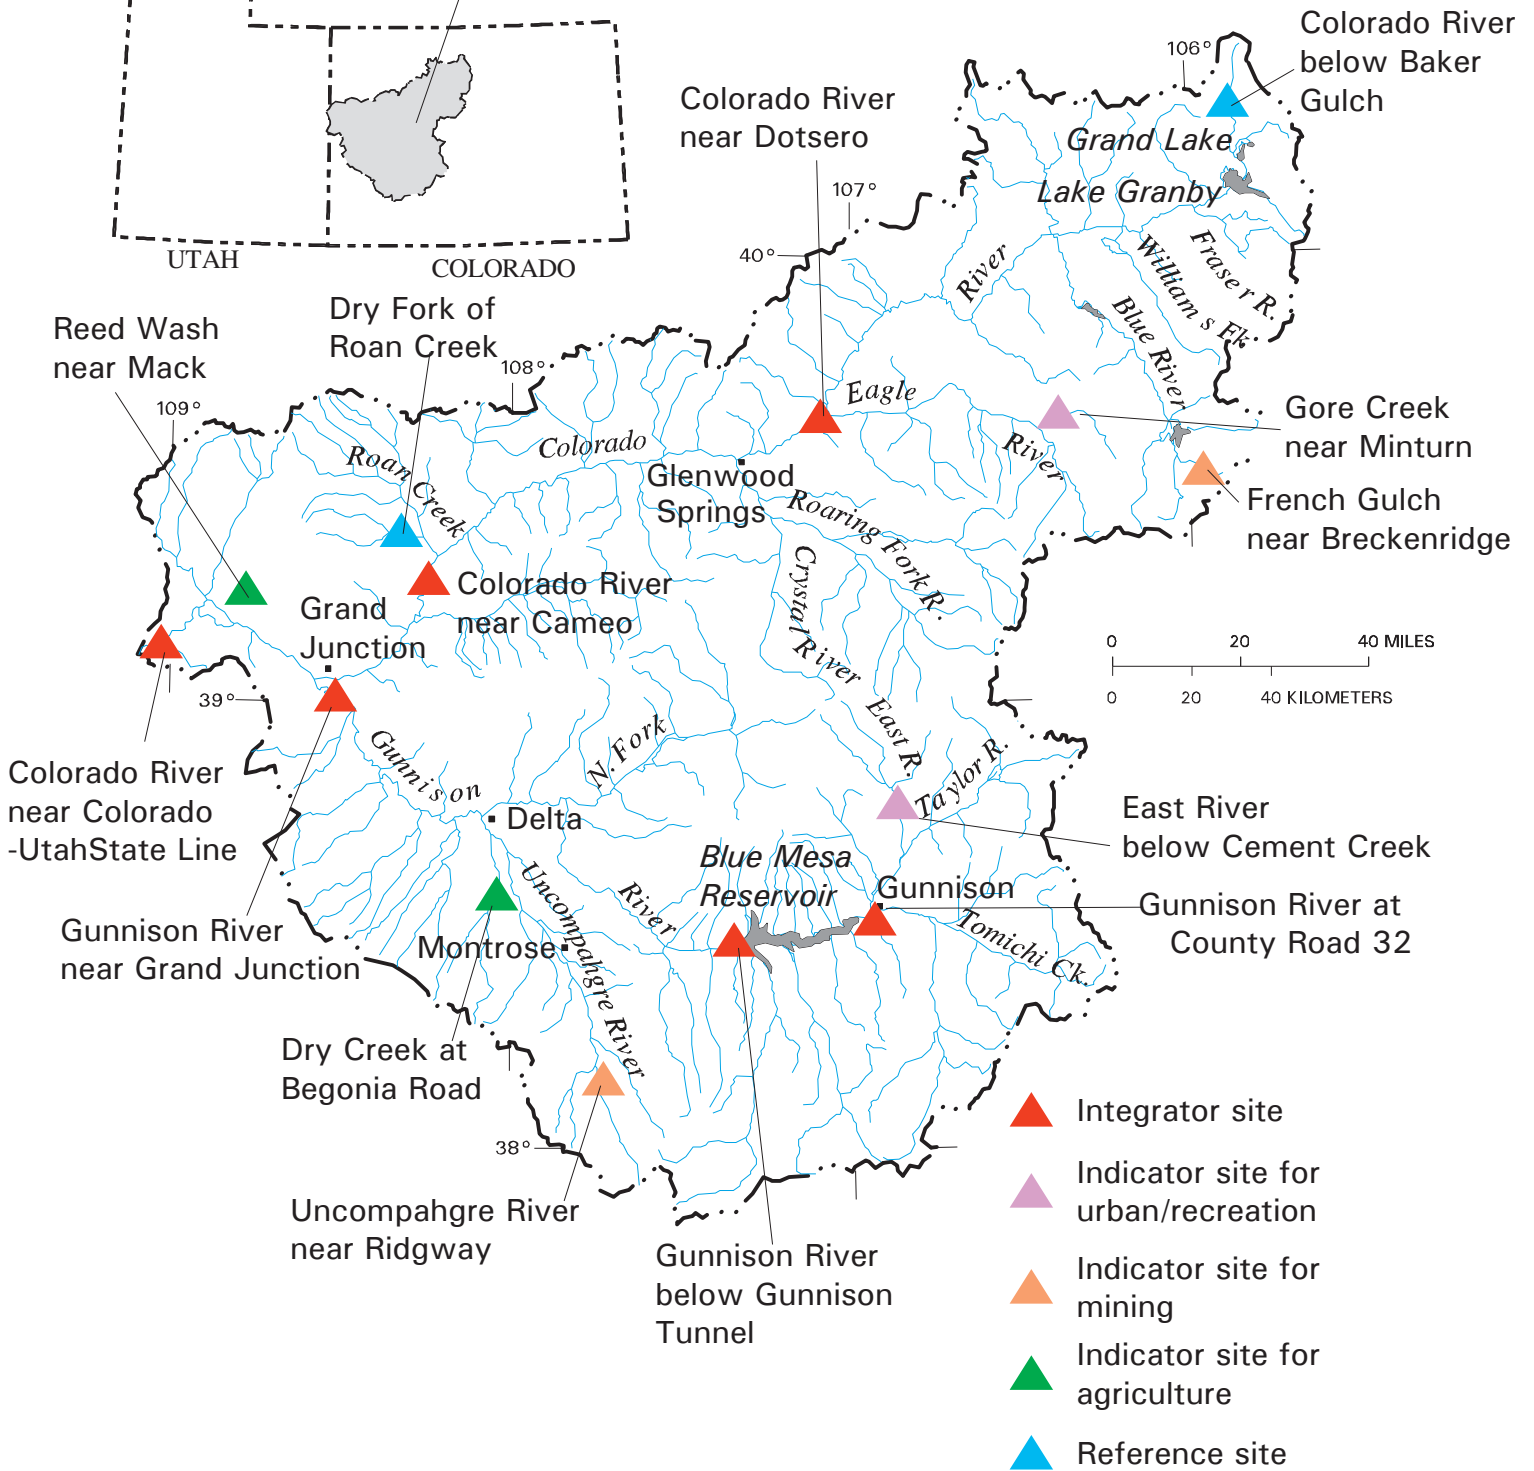 UTAH
COLORADO
Colorado River
below Baker
Gulch
106°
Colorado River
near Dotsero
107°
40°
Grand Lake
Lake Granby
Fraser R.
Williams Fk.
Blue River
River
Dry Fork of
Roan Creek
Reed Wash
near Mack
108°
109°
Eagle
River
Gore Creek
near Minturn
French Gulch
near Breckenridge
Roan Creek
Colorado
Glenwood
Springs
Roaring Fork R.
Crystal River
Colorado River
near Cameo
Grand
Junction
0 20 40 MILES
0 20 40 KILOMETERS
39°
East R.
Taylor R.
N. Fork
Gunnison
Colorado River
near Colorado
-UtahState Line
Delta
East River
below Cement Creek
Blue Mesa
Reservoir
Gunnison
River
Uncompahgre River
Gunnison River at
County Road 32
Tomichi Ck.
Gunnison River
near Grand Junction
Montrose
Dry Creek at
Begonia Road
38°
Uncompahgre River
near Ridgway
Gunnison River
below Gunnison
Tunnel
Integrator site
Indicator site for
urban/recreation
Indicator site for
mining
Indicator site for
agriculture
Reference site